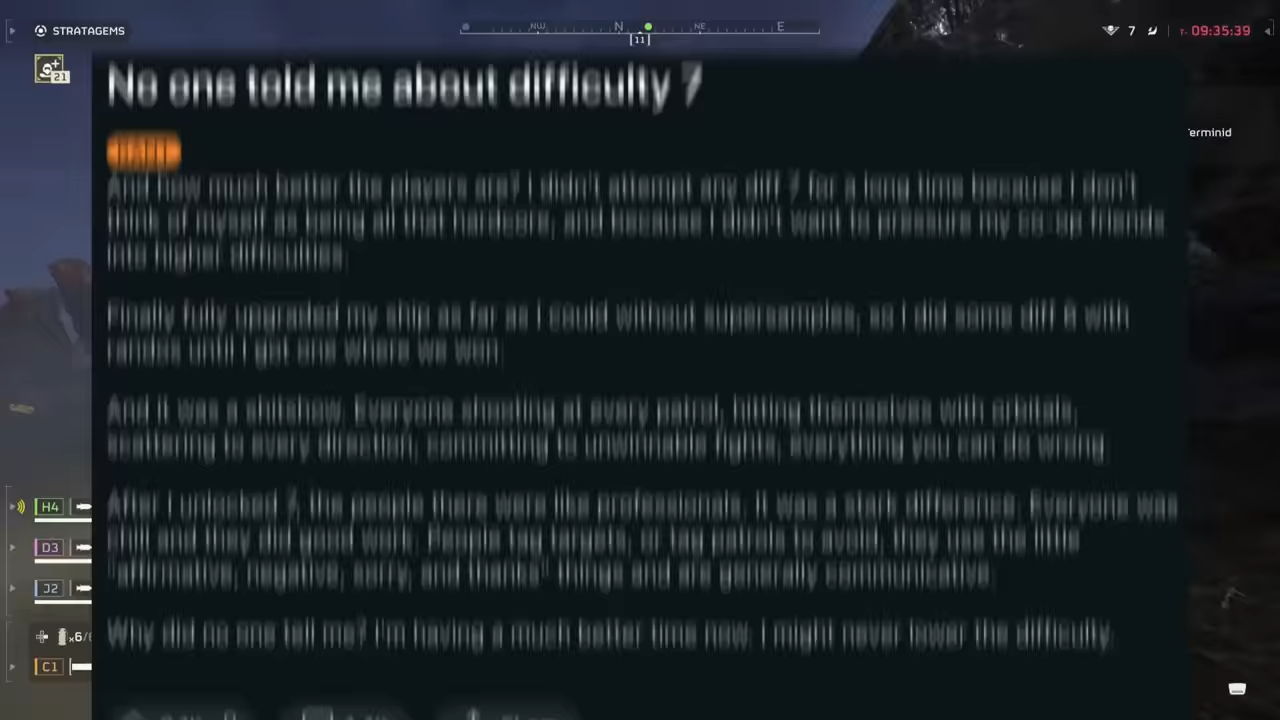 STRATAGEMS
NW N NE E
[11]
7
T- 09:35:39
21
No one told me about difficulty 7
Terminid
And how much better the players are? I didn't attempt any diff 7 for a long time because I don't
think of myself as being all that hardcore, and because I didn't want to pressure my co-op friends
into higher difficulties.
Finally fully upgraded my ship as far as I could without supersamples, so I did some diff 6 with
randos until I got one where we won.
And it was a shitshow. Everyone shooting at every patrol, hitting themselves with orbitals,
scattering to every direction, committing to unwinnable fights, everything you can do wrong.
After I unlocked 7, the people there were like professionals. It was a stark difference. Everyone was
chill and they did good work. People tag targets, or tag patrols to avoid, they use the little
"affirmative, negative, sorry, and thanks" things and are generally communicative.
Why did no one tell me? I'm having a much better time now. I might never lower the difficulty.
H4
D3
J2
x6/6
C1